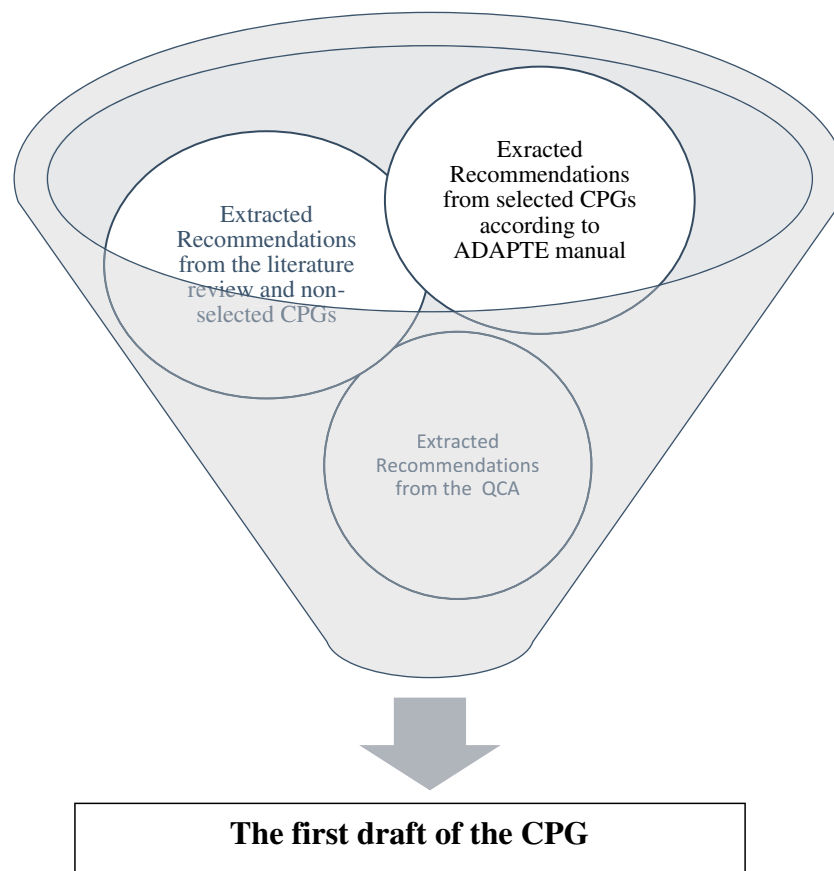 Exracted
Recommendations
from selected CPGs
according to
ADAPTE manual
Extracted
Recommendations
from the literature
review and non-
selected CPGs
Extracted
Recommendations
from the QCA
The first draft of the CPG